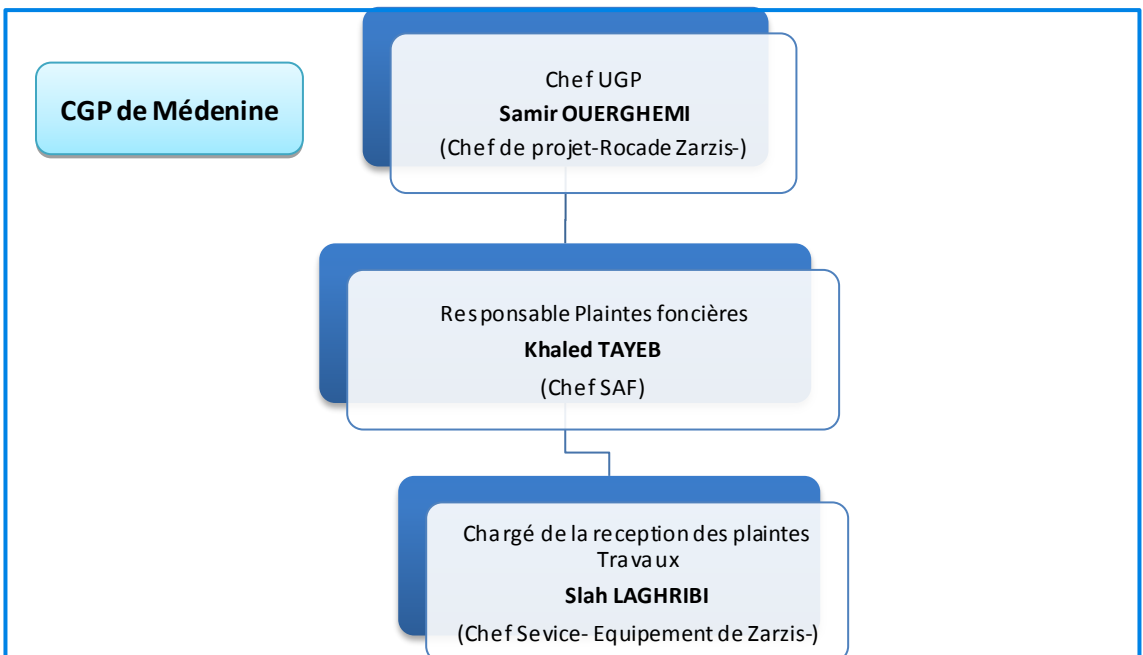 CGP de Médenine
Chef UGP
Samir OUERGHEMI
(Chef de projet-Rocade Zarzis-)
Responsable Plaintes foncières
Khaled TAYEB
(Chef SAF)
Chargé de la reception des plaintes
Travaux
Slah LAGHRIBI
(Chef Sevice- Equipement de Zarzis-)